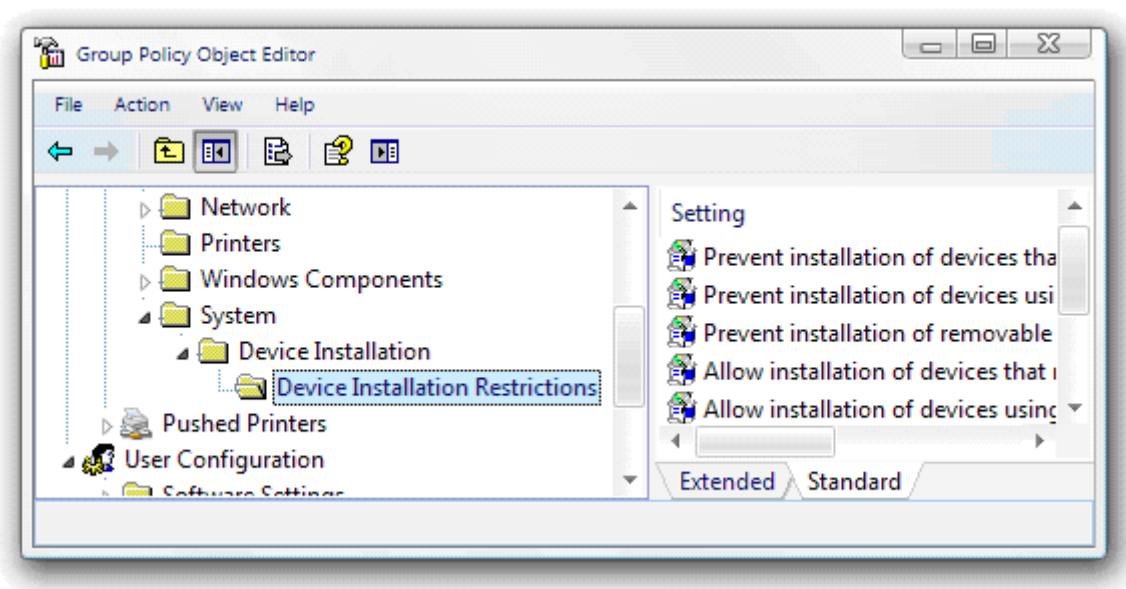 Group Policy Object Editor
File Action View Help
Network
Printers
Windows Components
System
Device Installation
Device Installation Restrictions
Pushed Printers
User Configuration
Software Settings
Setting
Prevent installation of devices tha
Prevent installation of devices usi
Prevent installation of removable
Allow installation of devices that
Allow installation of devices using
Extended Standard